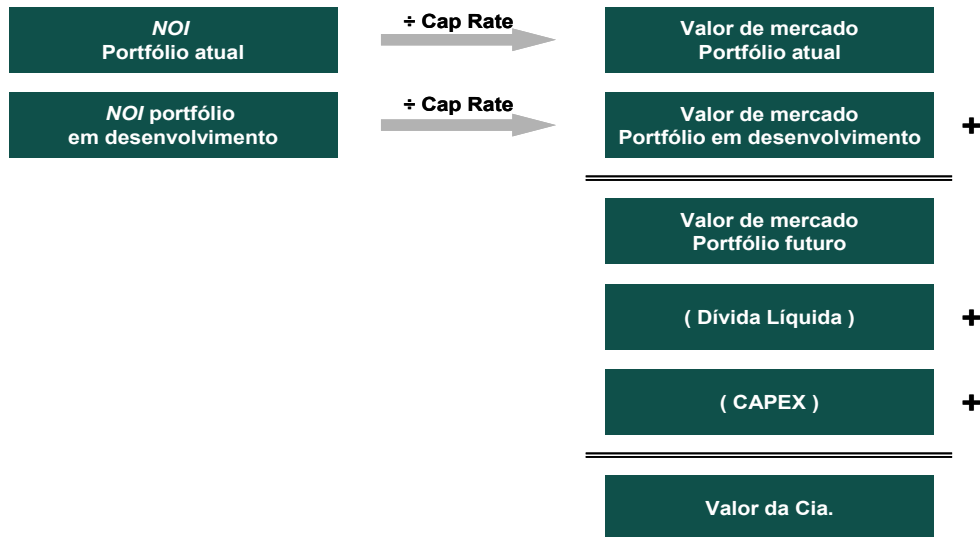 NOI
Portfólio atual
÷ Cap Rate
Valor de mercado
Portfólio atual
NOI portfólio
em desenvolvimento
÷ Cap Rate
Valor de mercado
Portfólio em desenvolvimento
+
Valor de mercado
Portfólio futuro
( Dívida Líquida )
+
( CAPEX )
+
Valor da Cia.